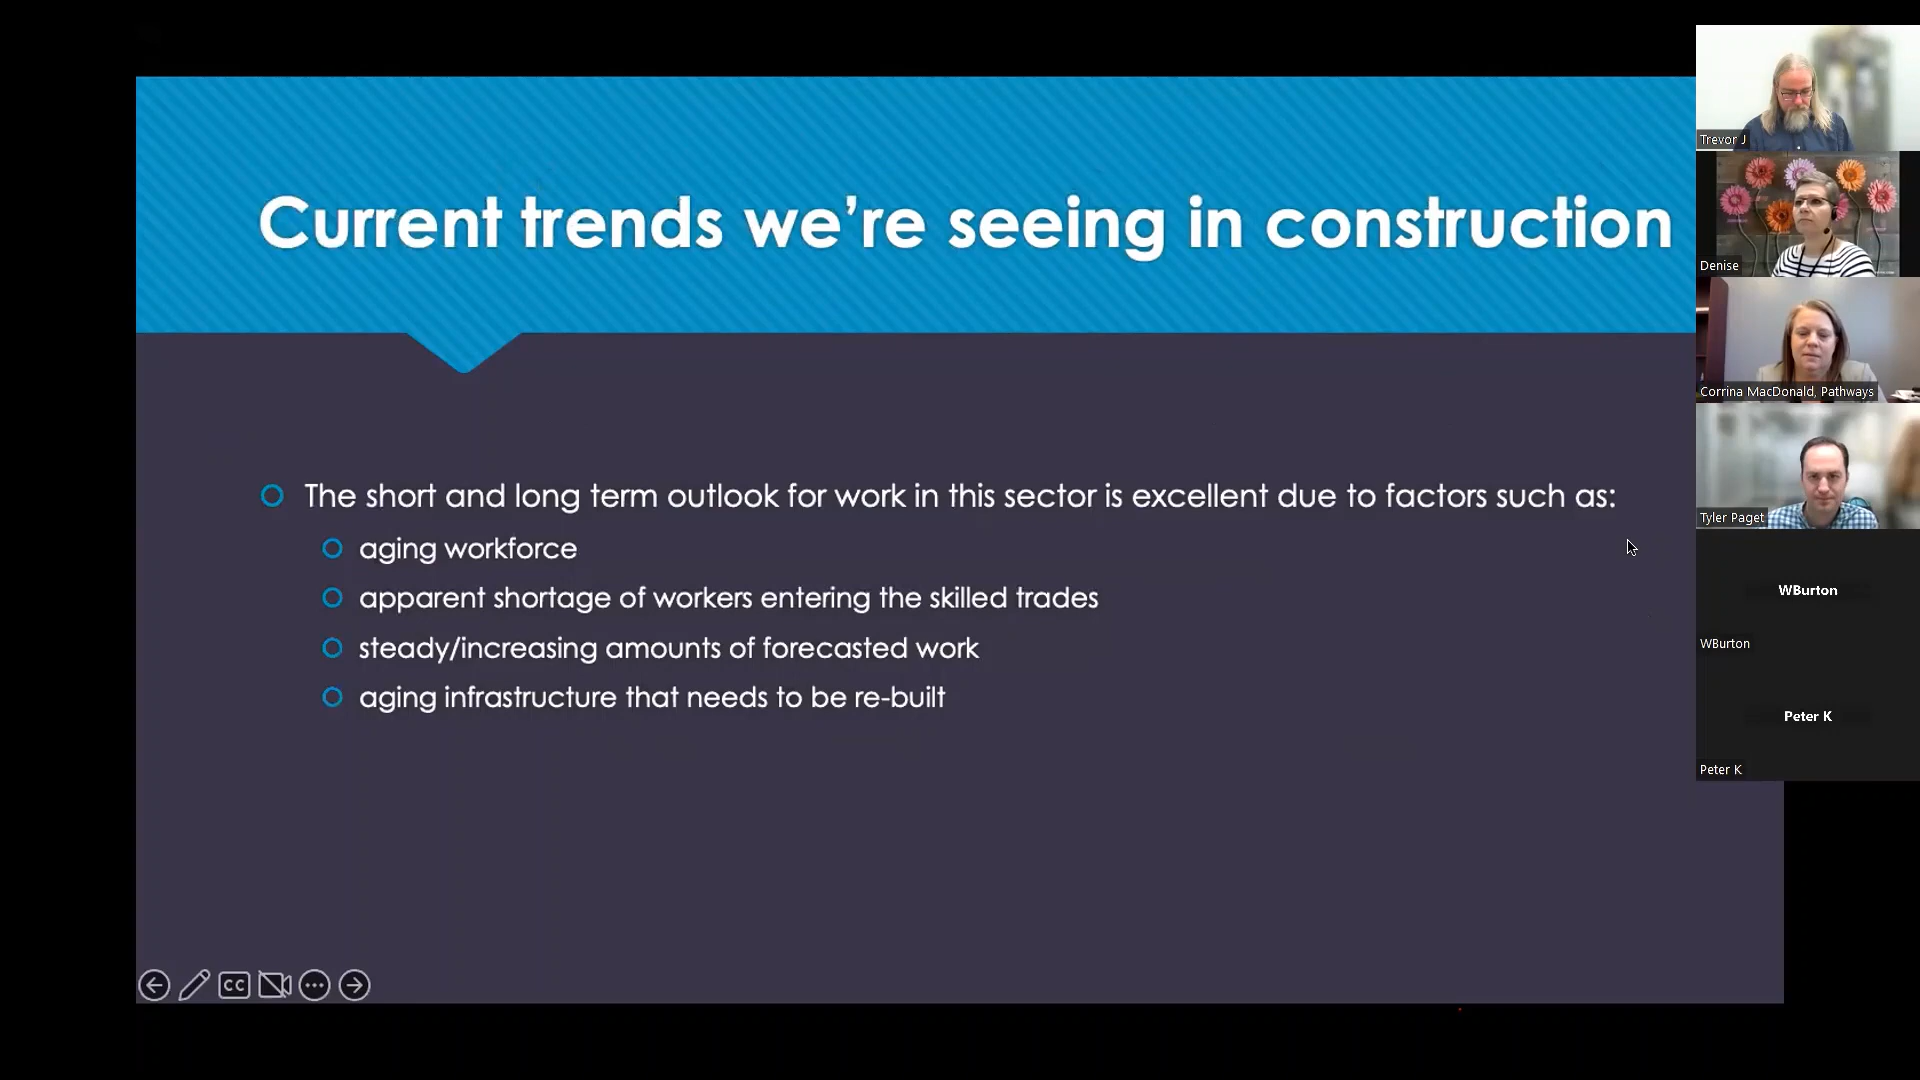 Current trends we’re seeing in construction
The short and long term outlook for work in this sector is excellent due to factors such as:
aging workforce
apparent shortage of workers entering the skilled trades
steady/increasing amounts of forecasted work
aging infrastructure that needs to be re-built
CC
Trevor J
Denise
Corrina MacDonald, Pathways
Tyler Paget
WBurton
WBurton
Peter K
Peter K